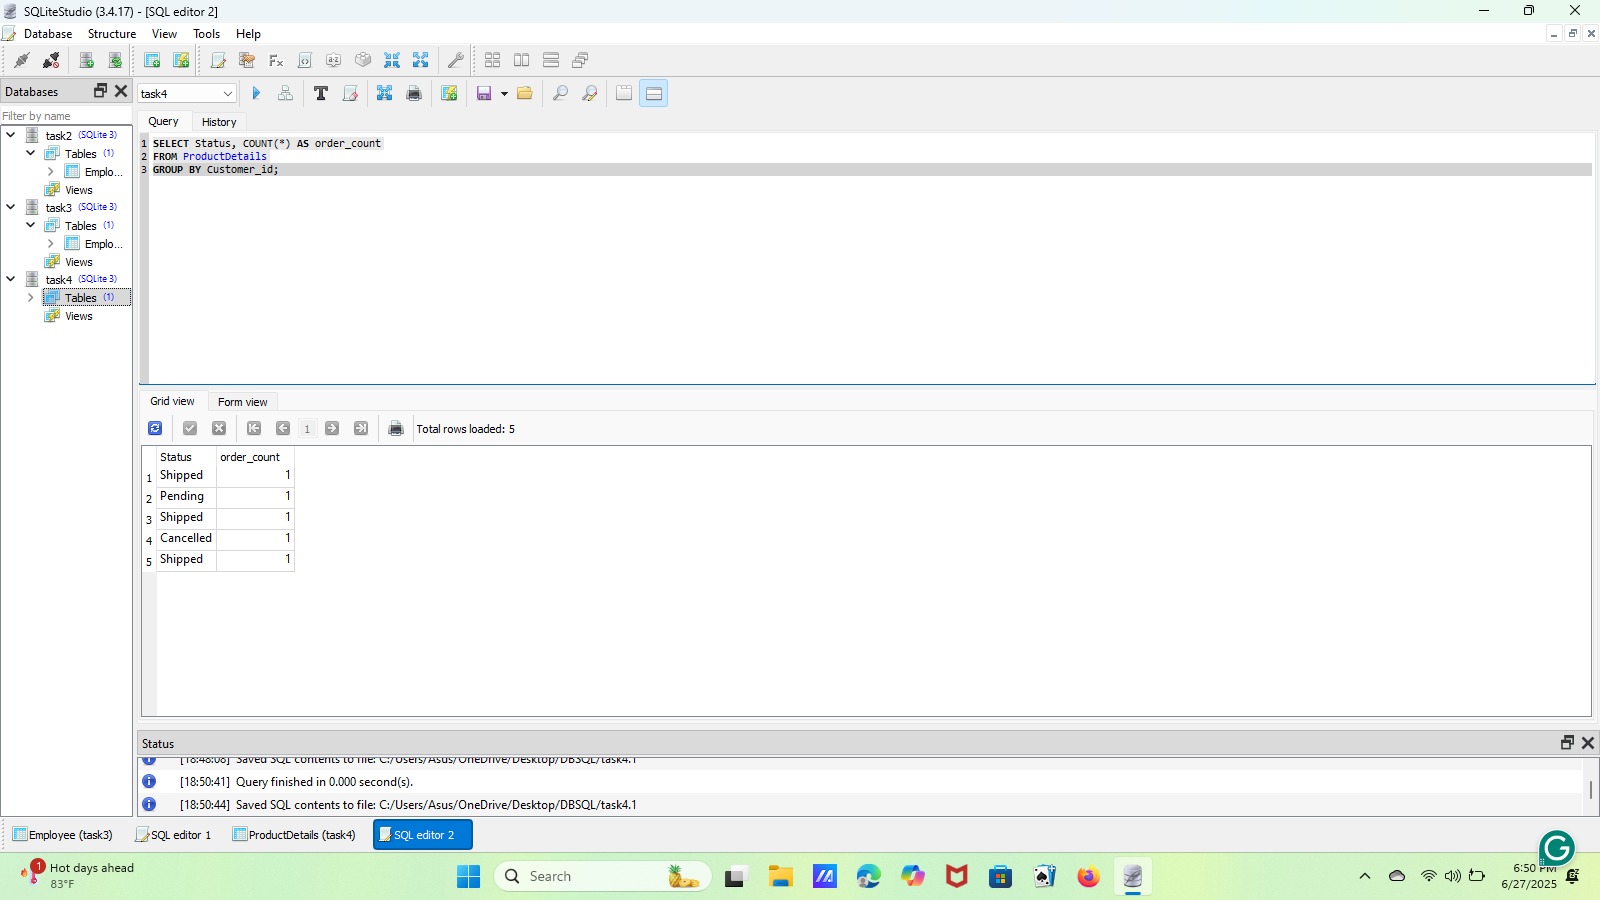 SQLiteStudio (3.4.17) - [SQL editor 2]
Database Structure View Tools Help
Databases
task4
Filter by name
Query History
task2 (SQLite 3)
Tables (1)
Emplo...
Views
task3 (SQLite 3)
Tables (1)
Emplo...
Views
task4 (SQLite 3)
Tables (1)
Views
1 SELECT Status, COUNT(*) AS order_count
2 FROM ProductDetails
3 GROUP BY Customer_id;
Grid view Form view
1 Total rows loaded: 5
Status order_count
1 Shipped 1
2 Pending 1
3 Shipped 1
4 Cancelled 1
5 Shipped 1
Status
[18:48:08] Saved SQL contents to file: C:/Users/Asus/OneDrive/Desktop/DBSQL/task4.1
[18:50:41] Query finished in 0.000 second(s).
[18:50:44] Saved SQL contents to file: C:/Users/Asus/OneDrive/Desktop/DBSQL/task4.1
Employee (task3) SQL editor 1 ProductDetails (task4) SQL editor 2
1 Hot days ahead
83°F
Search
6:50 PM
6/27/2025